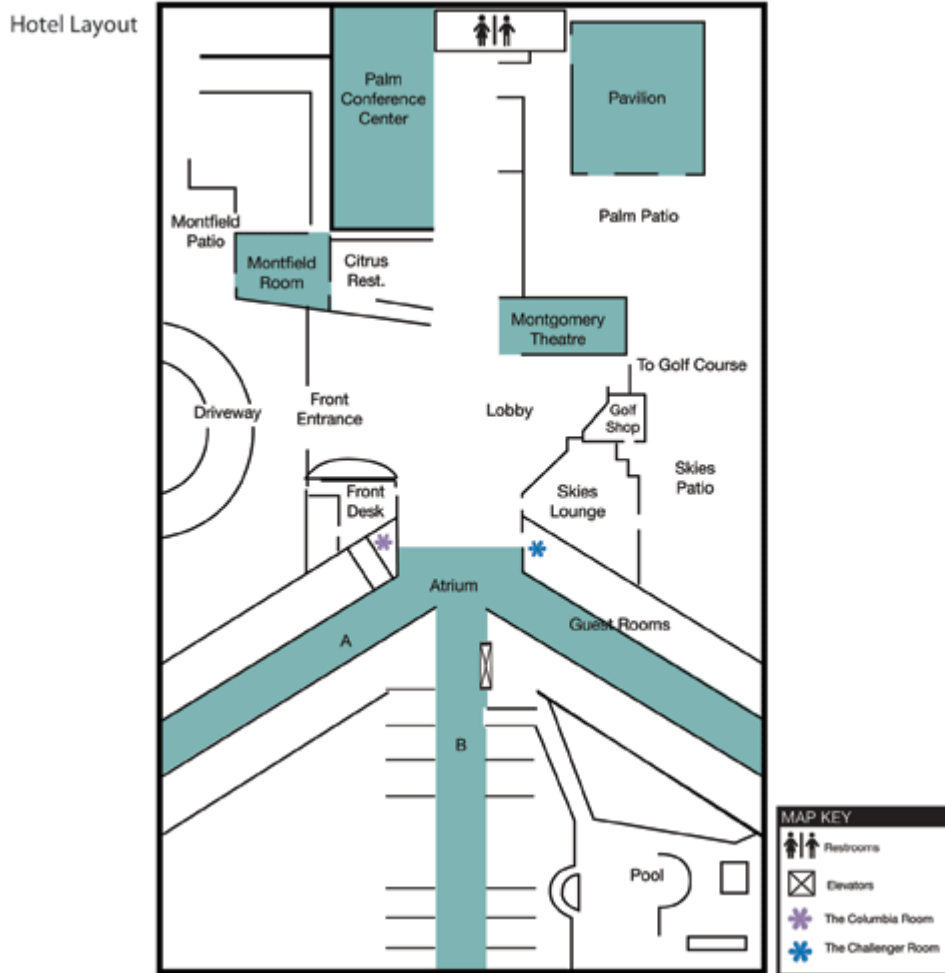 Hotel Layout
Palm
Conference
Center
Pavilion
Montfield
Patio
Palm Patio
Montfield
Room
Citrus
Rest.
Montgomery
Theatre
To Golf Course
Driveway
Front
Entrance
Lobby
Golf
Shop
Skies
Patio
Front
Desk
Skies
Lounge
Atrium
Guest Rooms
A
B
Pool
MAP KEY
Restrooms
Elevators
The Columbia Room
The Challenger Room